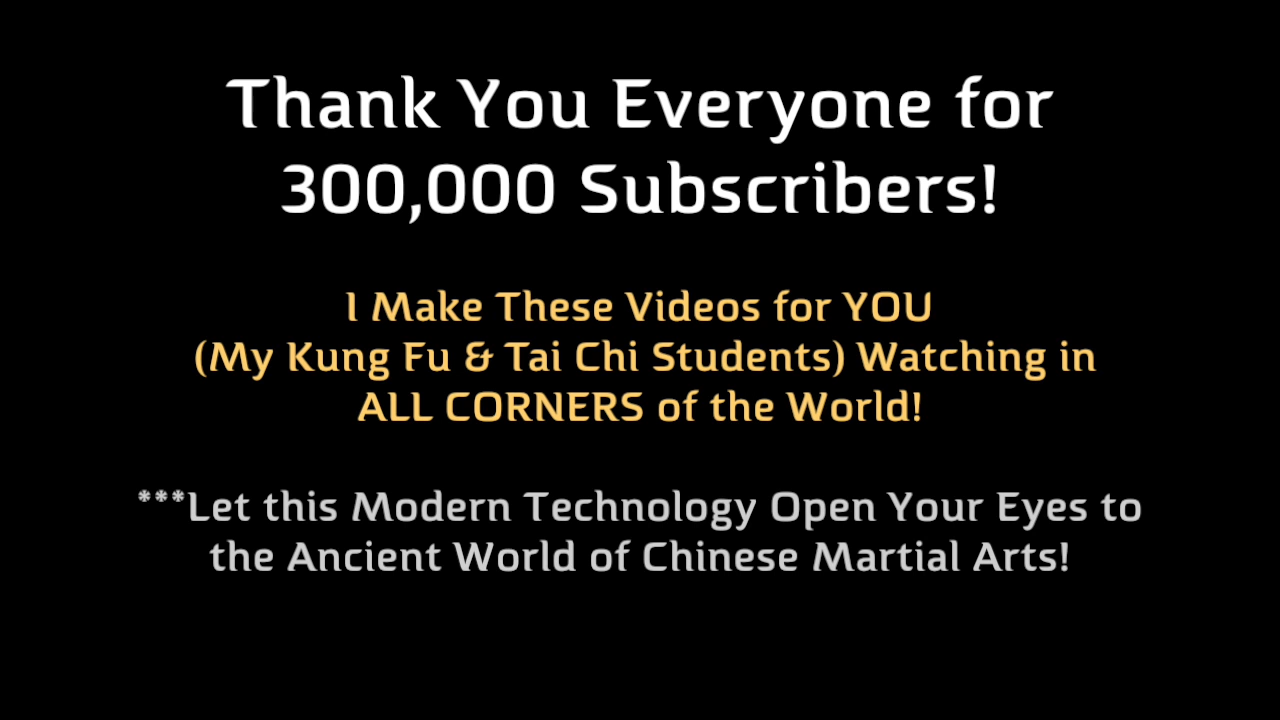 Thank You Everyone for
300,000 Subscribers!
I Make These Videos for YOU
(My Kung Fu & Tai Chi Students) Watching in
ALL CORNERS of the World!
***Let this Modern Technology Open Your Eyes to
the Ancient World of Chinese Martial Arts!